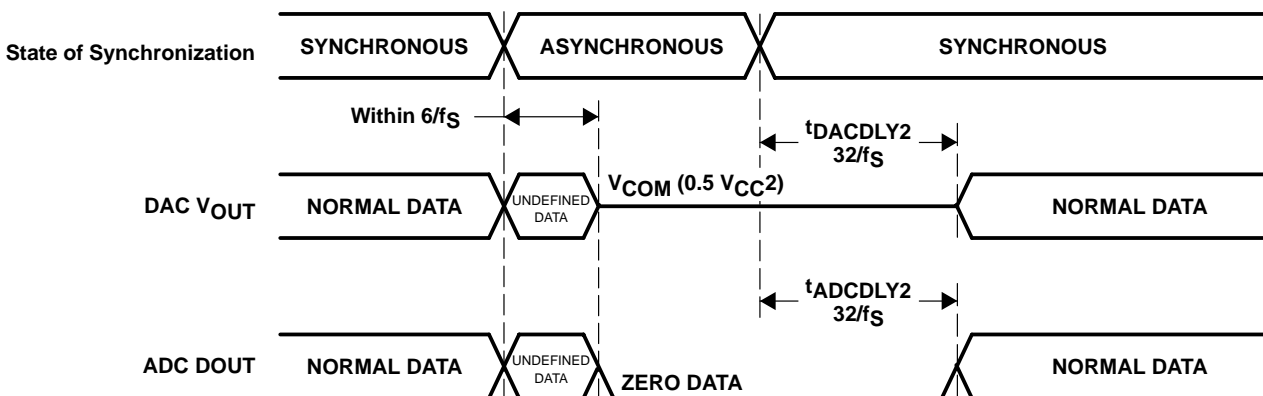 State of Synchronization
SYNCHRONOUS
ASYNCHRONOUS
SYNCHRONOUS
Within 6/fS
tDACDLY2
32/fS
DAC VOUT
NORMAL DATA
UNDEFINED
DATA
VCOM (0.5 VCC2)
NORMAL DATA
tADCDLY2
32/fS
ADC DOUT
NORMAL DATA
UNDEFINED
DATA
ZERO DATA
NORMAL DATA